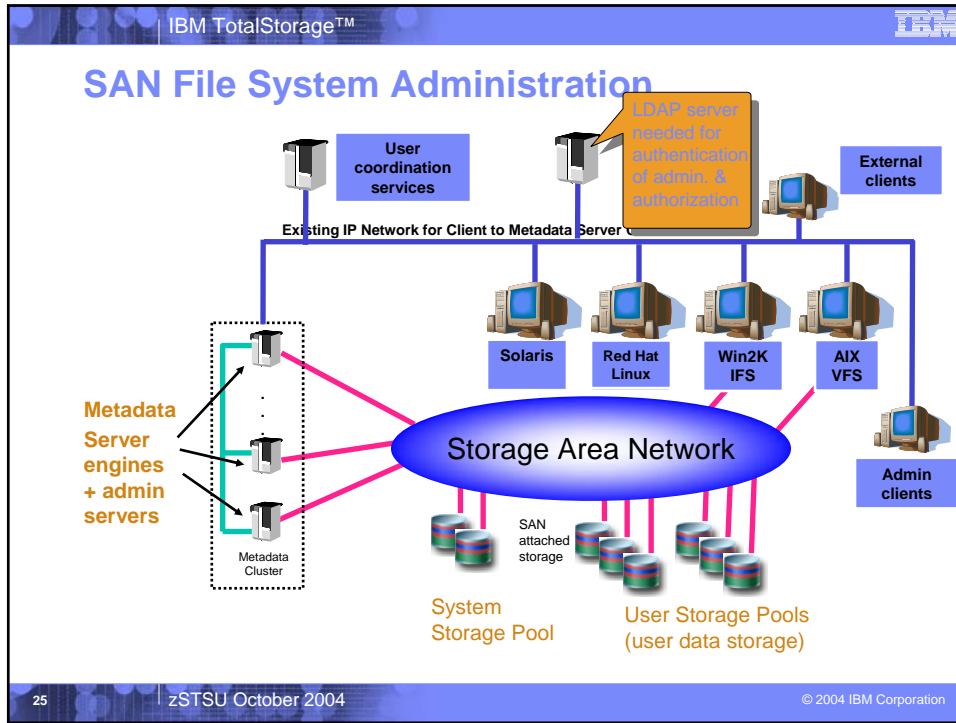 IBM TotalStorage™
IBM
SAN File System Administration
LDAP server
needed for
authentication
of admin. &
authorization
User
coordination
services
External
clients
Existing IP Network for Client to Metadata Server
Solaris
Red Hat
Linux
Win2K
IFS
AIX
VFS
Metadata
Server
engines
+ admin
servers
.
.
.
Storage Area Network
Admin
clients
Metadata
Cluster
SAN
attached
storage
System
Storage Pool
User Storage Pools
(user data storage)
25
zSTSU October 2004
© 2004 IBM Corporation